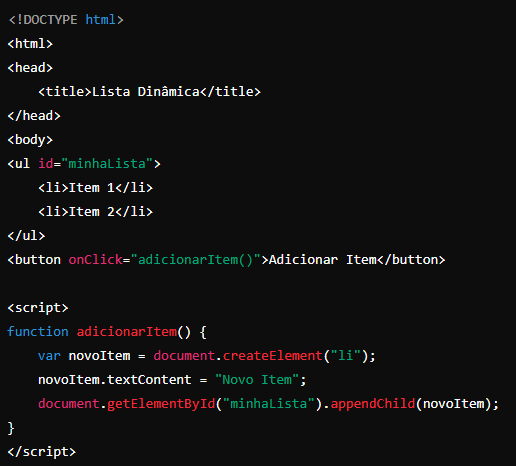 <!DOCTYPE html>
<html>
<head>
    <title>Lista Dinâmica</title>
</head>
<body>
<ul id="minhaLista">
    <li>Item 1</li>
    <li>Item 2</li>
</ul>
<button onClick="adicionarItem()">Adicionar Item</button>

<script>
function adicionarItem() {
    var novoItem = document.createElement("li");
    novoItem.textContent = "Novo Item";
    document.getElementById("minhaLista").appendChild(novoItem);
}
</script>